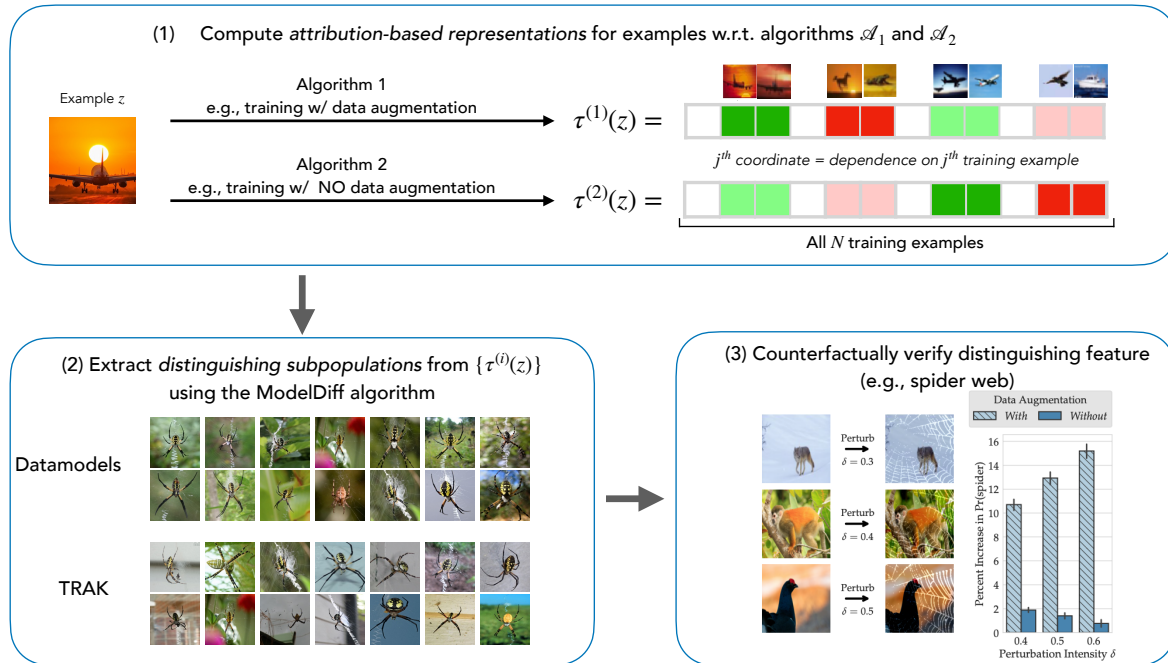 (1) Compute attribution-based representations for examples w.r.t. algorithms 𝒜₁ and 𝒜₂
Example z
Algorithm 1
e.g., training w/ data augmentation
τ⁽¹⁾(z) =
jᵗʰ coordinate = dependence on jᵗʰ training example
Algorithm 2
e.g., training w/ NO data augmentation
τ⁽²⁾(z) =
All N training examples
(2) Extract distinguishing subpopulations from {τ⁽ⁱ⁾(z)}
using the ModelDiff algorithm
Datamodels
TRAK
(3) Counterfactually verify distinguishing feature
(e.g., spider web)
Perturb
δ = 0.3
Perturb
δ = 0.4
Perturb
δ = 0.5
Data Augmentation
With Without
Percent Increase in Pr(spider)
16
14
12
10
8
6
4
2
0
0.4 0.5 0.6
Perturbation Intensity δ